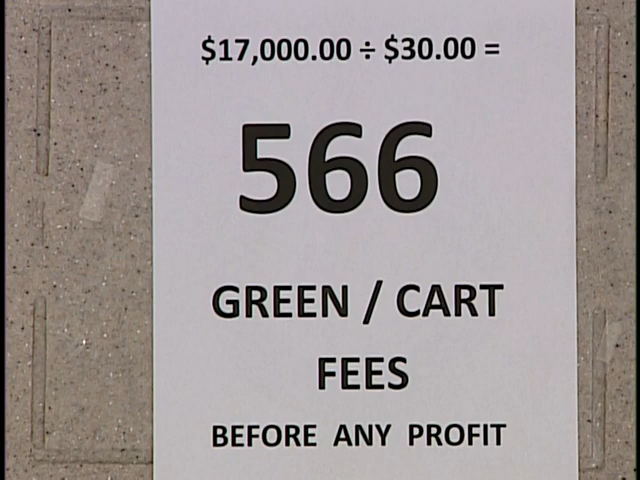 $17,000.00 ÷ $30.00 =
566
GREEN / CART
FEES
BEFORE ANY PROFIT